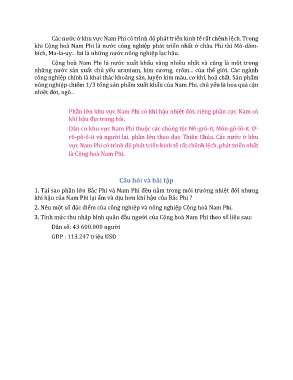 Các nước ở khu vực Nam Phi có trình độ phát triển kinh tế rất chênh lệch. Trong
khi Cộng hoà Nam Phi là nước công nghiệp phát triển nhất ở châu Phi thì Mô-dăm-
bích, Ma-la-uy... lại là những nước nông nghiệp lạc hậu.
Cộng hoà Nam Phi là nước xuất khẩu vàng nhiều nhất và cũng là một trong
những nước sản xuất chủ yếu uranium, kim cương, crôm... của thế giới. Các ngành
công nghiệp chính là khai thác khoáng sản, luyện kim màu, cơ khí, hoá chất. Sản phẩm
nông nghiệp chiếm 1/3 tổng sản phẩm xuất khẩu của Nam Phi, chủ yếu là hoa quả cận
nhiệt đới, ngô...
Phần lớn khu vực Nam Phi có khí hậu nhiệt đới, riêng phần cực Nam có
khí hậu địa trung hải.
Dân cư khu vực Nam Phi thuộc các chủng tộc Nê-grô-ít, Môn-gô-lô-ít, Ơ-
rô-pê-ô-ít và người lai, phần lớn theo đạo Thiên Chúa. Các nước ở khu
vực Nam Phi có trình độ phát triển kinh tế rất chênh lệch, phát triển nhất
là Cộng hoà Nam Phi.
Câu hỏi và bài tập
1. Tại sao phần lớn Bắc Phi và Nam Phi đều nằm trong môi trường nhiệt đới nhưng
khí hậu của Nam Phi lại ẩm và dịu hơn khí hậu của Bắc Phi ?
2. Nêu một số đặc điểm của công nghiệp và nông nghiệp Cộng hoà Nam Phi.
3. Tính mức thu nhập bình quân đầu người của Cộng hoà Nam Phi theo số liệu sau:
Dân số: 43 600.000 người
GDP : 113.247 triệu USD